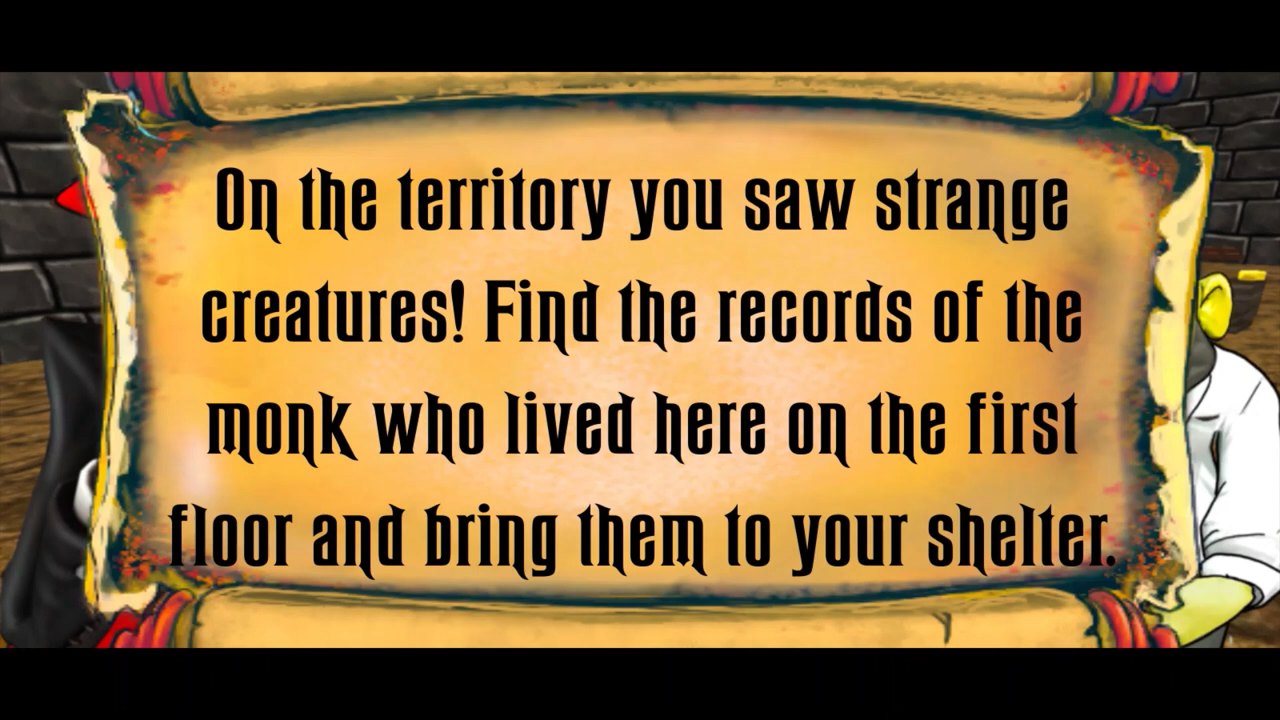 On the territory you saw strange
creatures! Find the records of the
monk who lived here on the first
floor and bring them to your shelter.